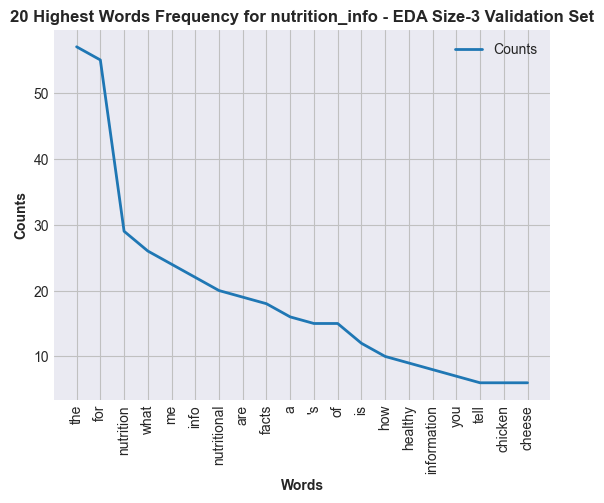 20 Highest Words Frequency for nutrition_info - EDA Size-3 Validation Set
Counts
50
40
30
20
10
Counts
the
for
nutrition
what
me
info
nutritional
are
facts
a
's
of
is
how
healthy
information
you
tell
chicken
cheese
Words